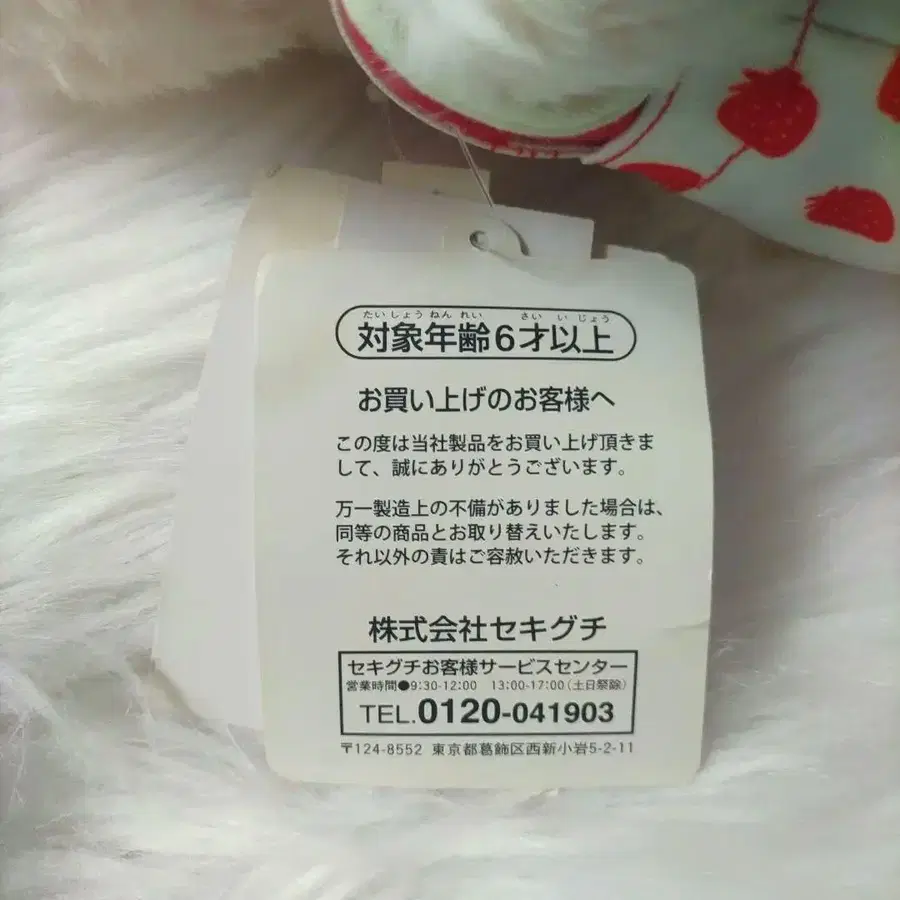 たいしょうねんれい さいいじょう
対象年齢6才以上
お買い上げのお客様へ
この度は当社製品をお買い上げ頂きま
して、誠にありがとうございます。
万一製造上の不備がありました場合は、
同等の商品とお取り替えいたします。
それ以外の責はご容赦いただきます。
株式会社セキグチ
セキグチお客様サービスセンター
営業時間●9:30-12:00 13:00-17:00(土日祭除)
TEL.0120-041903
〒124-8552 東京都葛飾区西新小岩5-2-11